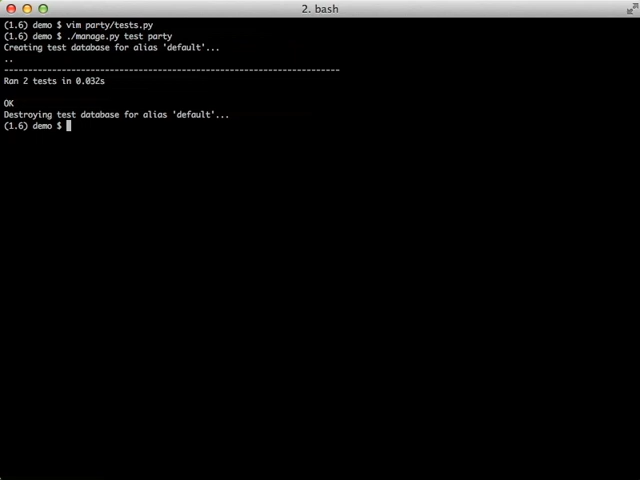 2. bash
(1.6) demo $ vim party/tests.py
(1.6) demo $ ./manage.py test party
Creating test database for alias 'default'...
..
----------------------------------------------------------------------
Ran 2 tests in 0.032s
OK
Destroying test database for alias 'default'...
(1.6) demo $